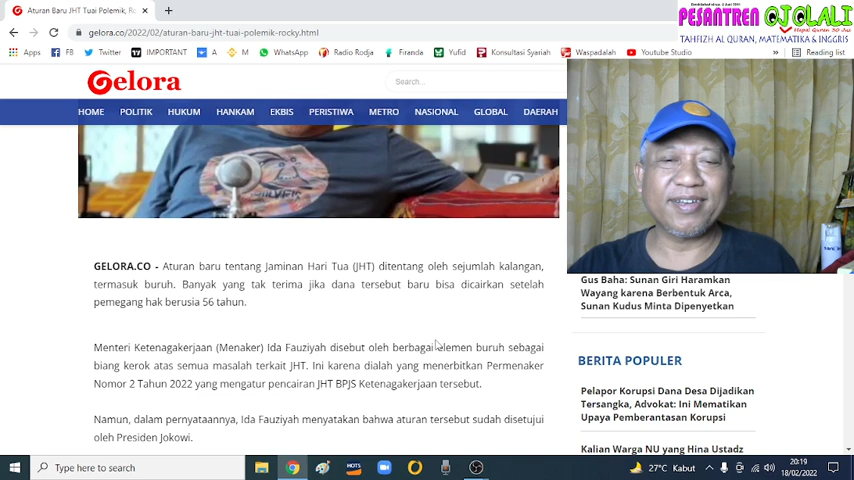 Aturan Baru JHT Tuai Polemik, Ro
gelora.co/2022/02/aturan-baru-jht-tuai-polemik-rocky.html
PESANTREN OJOLALI
Hapal Quran 30 Jus
TAHFIZH AL QURAN, MATEMATIKA & INGGRIS
Apps
FB
Twitter
IMPORTANT
A
M
WhatsApp
Radio Rodja
Firanda
Yufid
Konsultasi Syariah
Waspadalah
Youtube Studio
»
Reading list
Gelora
Search...
HOME
POLITIK
HUKUM
HANKAM
EKBIS
PERISTIWA
METRO
NASIONAL
GLOBAL
DAERAH
GELORA.CO - Aturan baru tentang Jaminan Hari Tua (JHT) ditentang oleh sejumlah kalangan,
termasuk buruh. Banyak yang tak terima jika dana tersebut baru bisa dicairkan setelah
pemegang hak berusia 56 tahun.
Menteri Ketenagakerjaan (Menaker) Ida Fauziyah disebut oleh berbagai elemen buruh sebagai
biang kerok atas semua masalah terkait JHT. Ini karena dialah yang menerbitkan Permenaker
Nomor 2 Tahun 2022 yang mengatur pencairan JHT BPJS Ketenagakerjaan tersebut.
Namun, dalam pernyataannya, Ida Fauziyah menyatakan bahwa aturan tersebut sudah disetujui
oleh Presiden Jokowi.
Gus Baha: Sunan Giri Haramkan
Wayang karena Berbentuk Arca,
Sunan Kudus Minta Dipenyetkan
BERITA POPULER
Pelapor Korupsi Dana Desa Dijadikan
Tersangka, Advokat: Ini Mematikan
Upaya Pemberantasan Korupsi
Kalian Warga NU yang Hina Ustadz
Type here to search
HOTS
27°C Kabut
20:19
18/02/2022